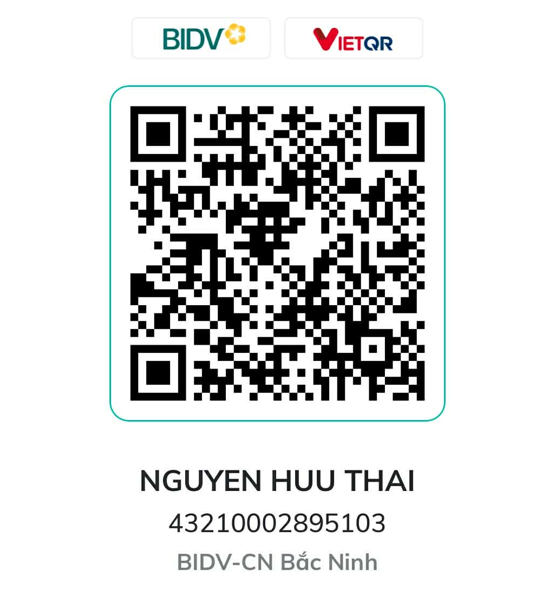 BIDV VIETQR
NGUYEN HUU THAI
43210002895103
BIDV-CN Bắc Ninh